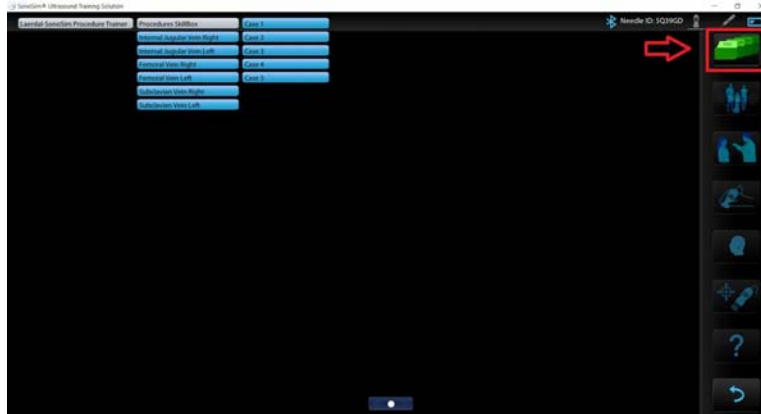 SonoSim® Ultrasound Training Solution
Laerdal-SonoSim Procedure Trainer
Procedures SkillBox
Case 1
Needle ID: SQ39GD
Internal Jugular Vein Right
Case 2
Internal Jugular Vein Left
Case 3
Femoral Vein Right
Case 4
Femoral Vein Left
Case 5
Subclavian Vein Right
Subclavian Vein Left
?